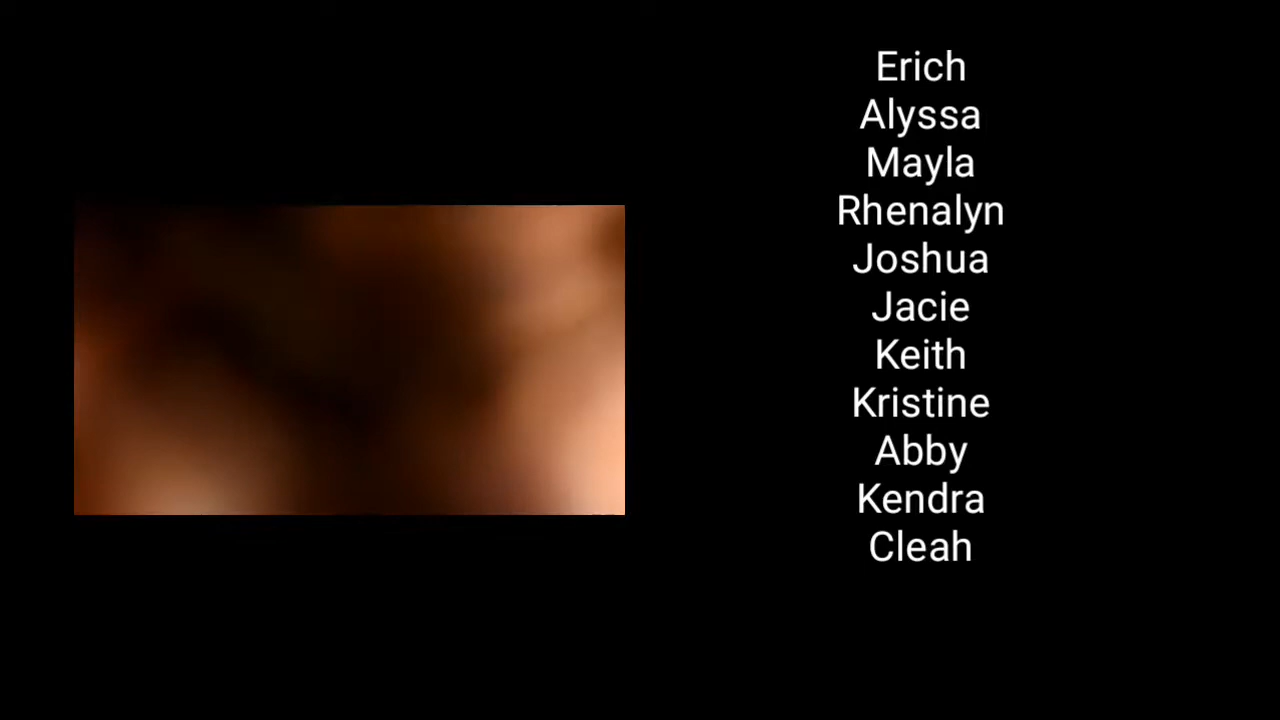 Erich
Alyssa
Mayla
Rhenalyn
Joshua
Jacie
Keith
Kristine
Abby
Kendra
Cleah